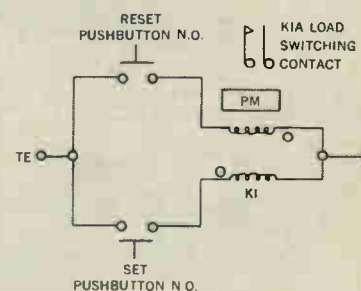 RESET
PUSHBUTTON N.O.
KIA LOAD
SWITCHING
CONTACT
PM
TE
KI
SET
PUSHBUTTON N.O.